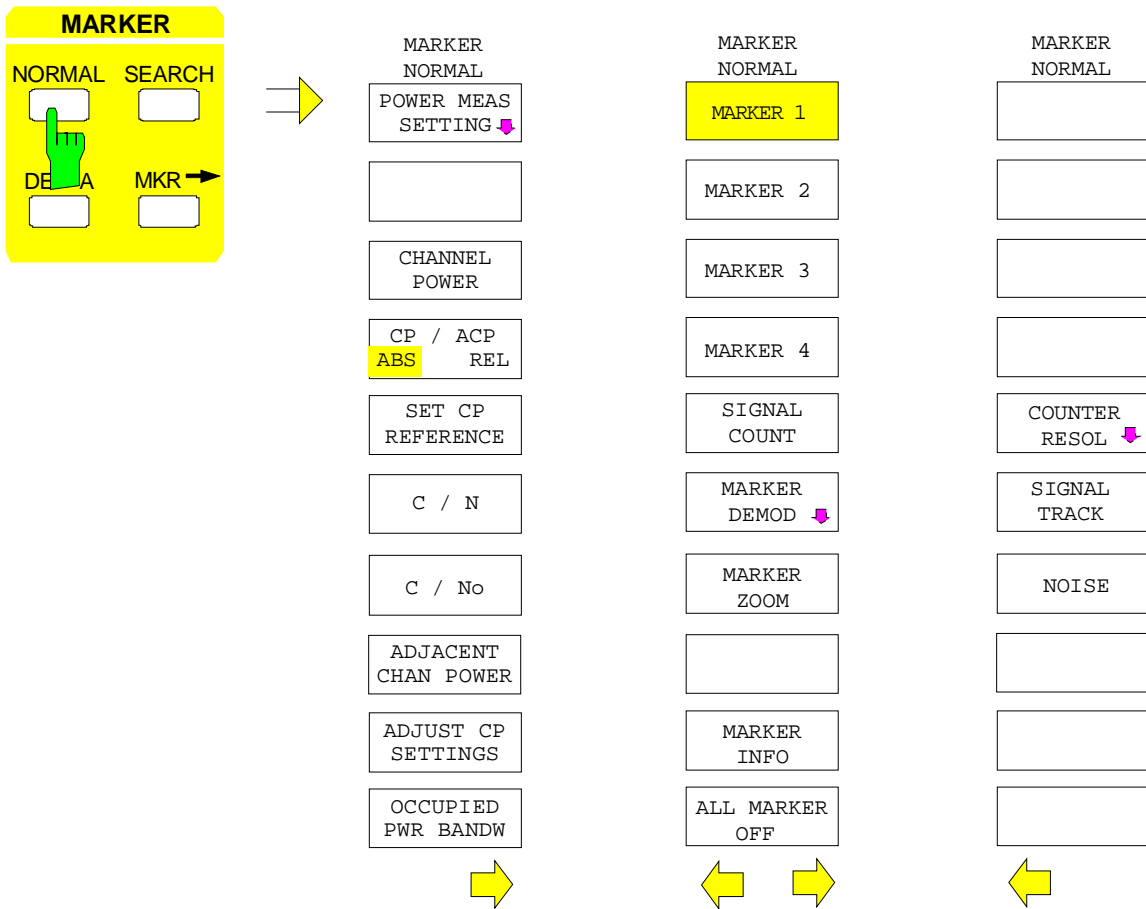 MARKER
NORMAL SEARCH
DE A MKR
MARKER
NORMAL
POWER MEAS
SETTING
CHANNEL
POWER
CP / ACP
ABS REL
SET CP
REFERENCE
C / N
C / No
ADJACENT
CHAN POWER
ADJUST CP
SETTINGS
OCCUPIED
PWR BANDW
MARKER
NORMAL
MARKER 1
MARKER 2
MARKER 3
MARKER 4
SIGNAL
COUNT
MARKER
DEMOD
MARKER
ZOOM
MARKER
INFO
ALL MARKER
OFF
MARKER
NORMAL
COUNTER
RESOL
SIGNAL
TRACK
NOISE